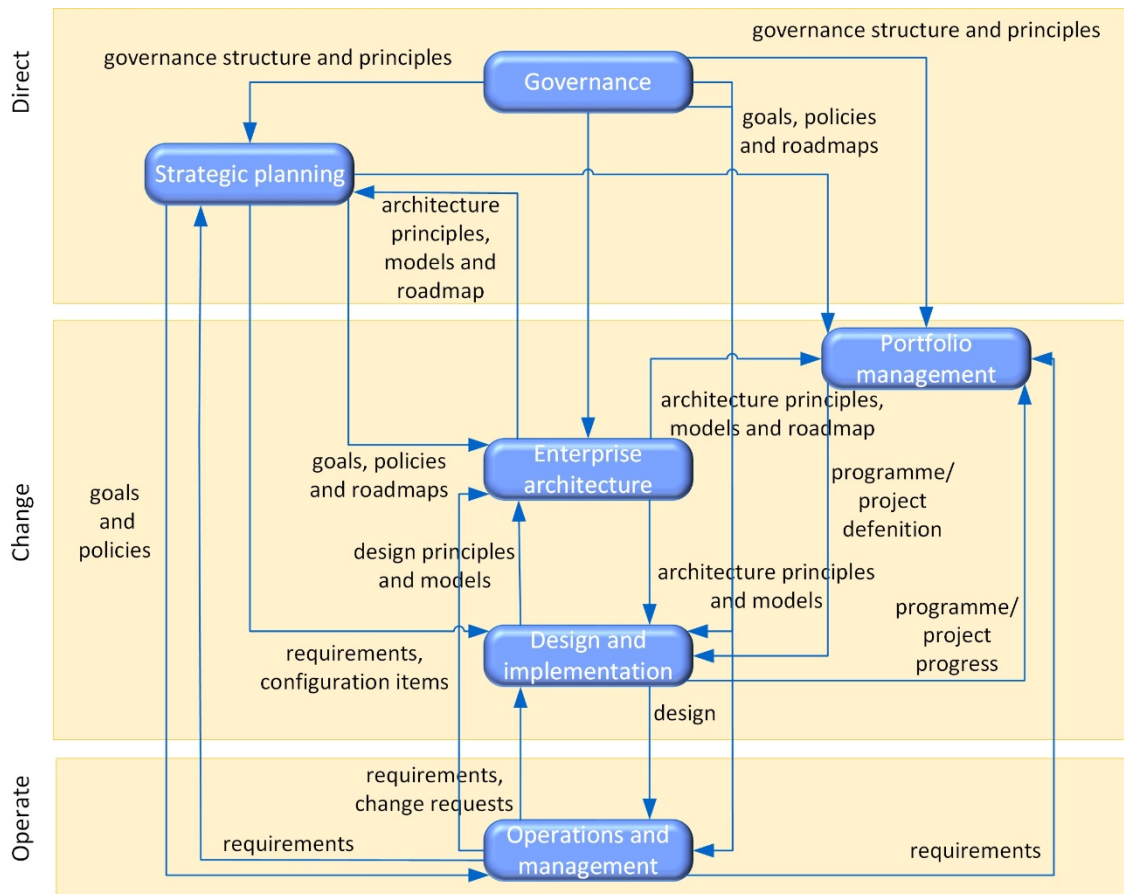 Direct
governance structure and principles
governance structure and principles
Governance
goals, policies
and roadmaps
Strategic planning
architecture
principles,
models and
roadmap
Change
Portfolio
management
architecture principles,
models and roadmap
Enterprise
architecture
goals, policies
and roadmaps
goals
and
policies
programme/
project
defenition
design principles
and models
architecture principles
and models
programme/
project
progress
Design and
implementation
requirements,
configuration items
design
Operate
requirements,
change requests
Operations and
management
requirements
requirements